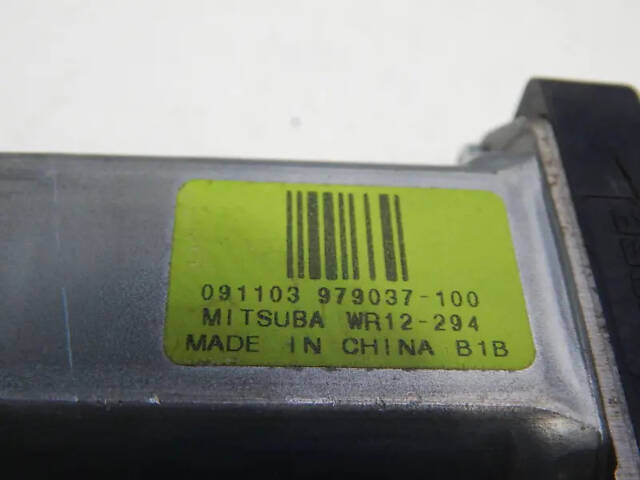 091103 979037-100
MITSUBA WR12-294
MADE IN CHINA B1B